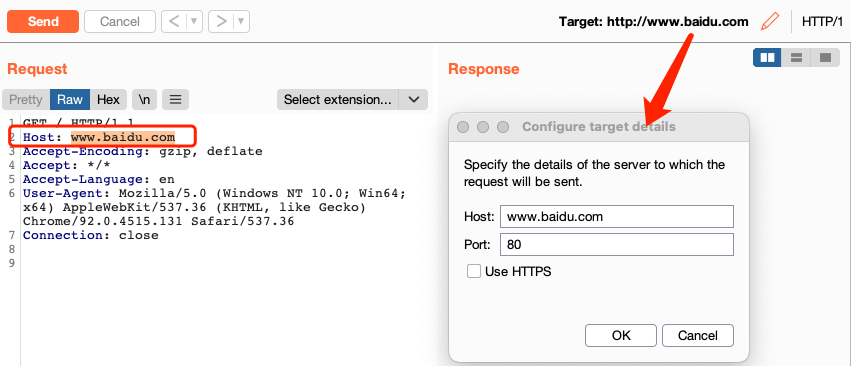 Send Cancel < > Target: http://www.baidu.com HTTP/1
Request
Response
Pretty Raw Hex \n Select extension...
1 GET / HTTP/1.1
2 Host: www.baidu.com
3 Accept-Encoding: gzip, deflate
4 Accept: */*
5 Accept-Language: en
6 User-Agent: Mozilla/5.0 (Windows NT 10.0; Win64;
x64) AppleWebKit/537.36 (KHTML, like Gecko)
Chrome/92.0.4515.131 Safari/537.36
7 Connection: close
8
9
Configure target details
Specify the details of the server to which the
request will be sent.
Host: www.baidu.com
Port: 80
Use HTTPS
OK Cancel